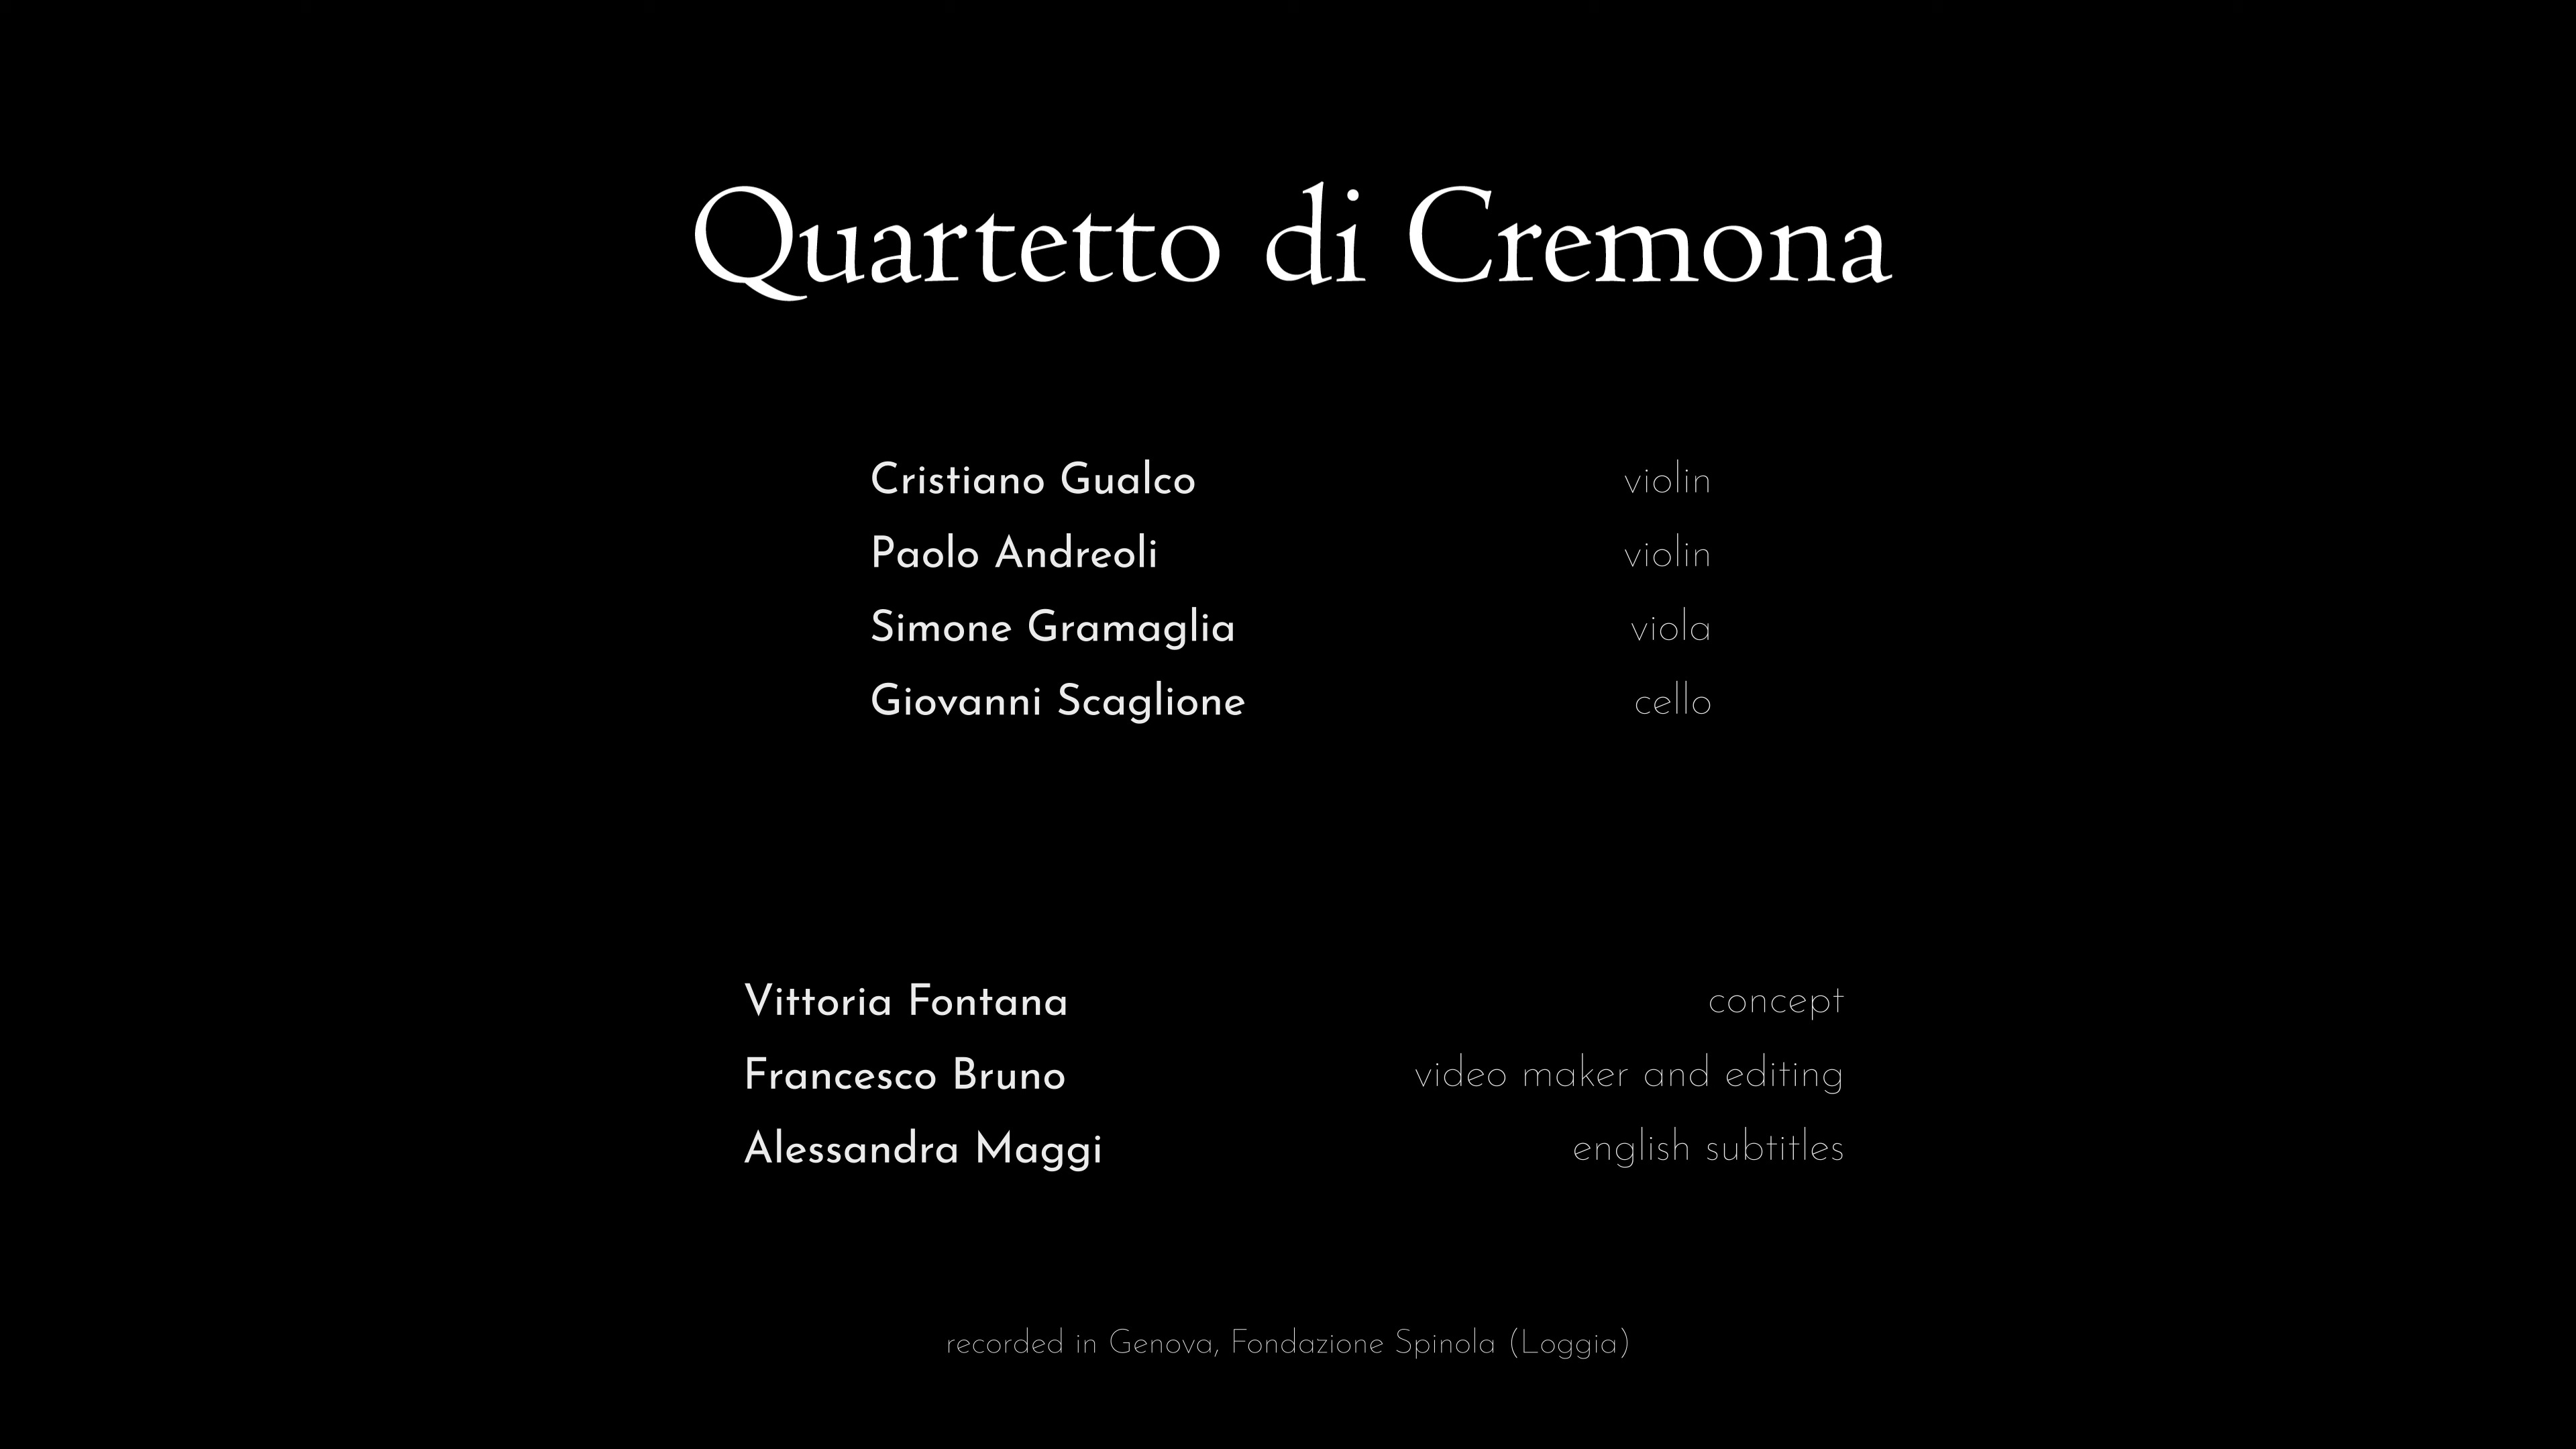 Quartetto di Cremona
Cristiano Gualco violin
Paolo Andreoli violin
Simone Gramaglia viola
Giovanni Scaglione cello
Vittoria Fontana concept
Francesco Bruno video maker and editing
Alessandra Maggi english subtitles
recorded in Genova, Fondazione Spinola (Loggia)